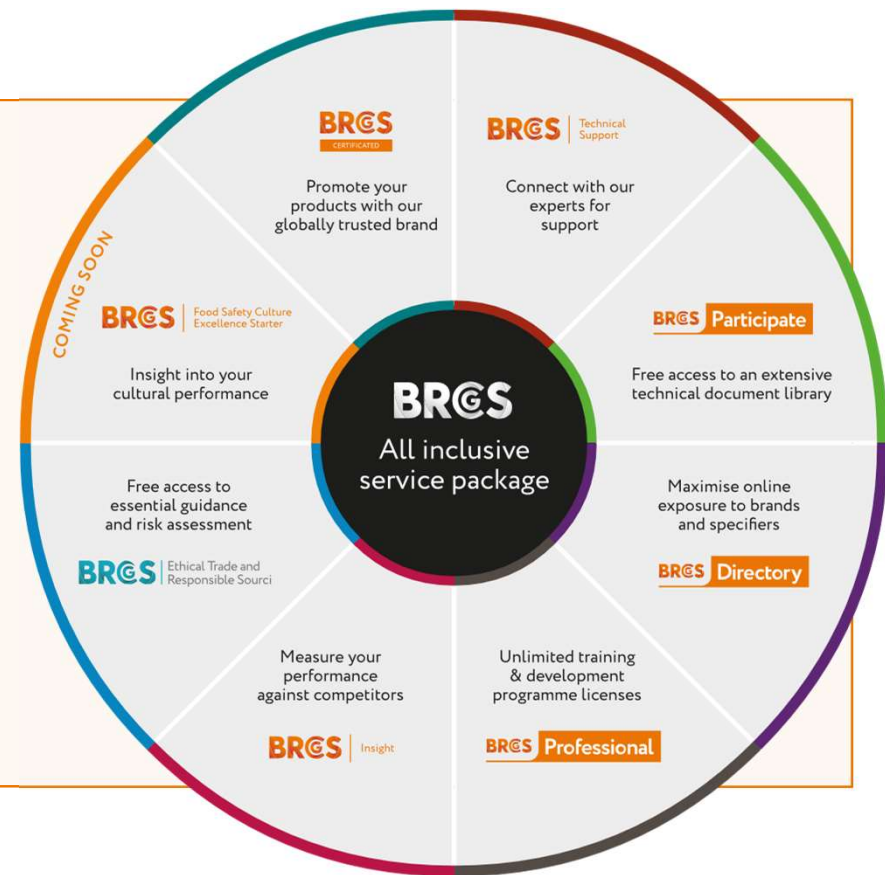 BRCGS
CERTIFICATED
Promote your
products with our
globally trusted brand
BRCGS
Technical
Support
Connect with our
experts for
support
BRCGS Participate
Free access to an extensive
technical document library
Maximise online
exposure to brands
and specifiers
BRCGS Directory
Unlimited training
& development
programme licenses
BRCGS Professional
Measure your
performance
against competitors
BRCGS Insight
Free access to
essential guidance
and risk assessment
BRCGS
Ethical Trade and
Responsible Sourci
COMING SOON
BRCGS
Food Safety Culture
Excellence Starter
Insight into your
cultural performance
BRCGS
All inclusive
service package